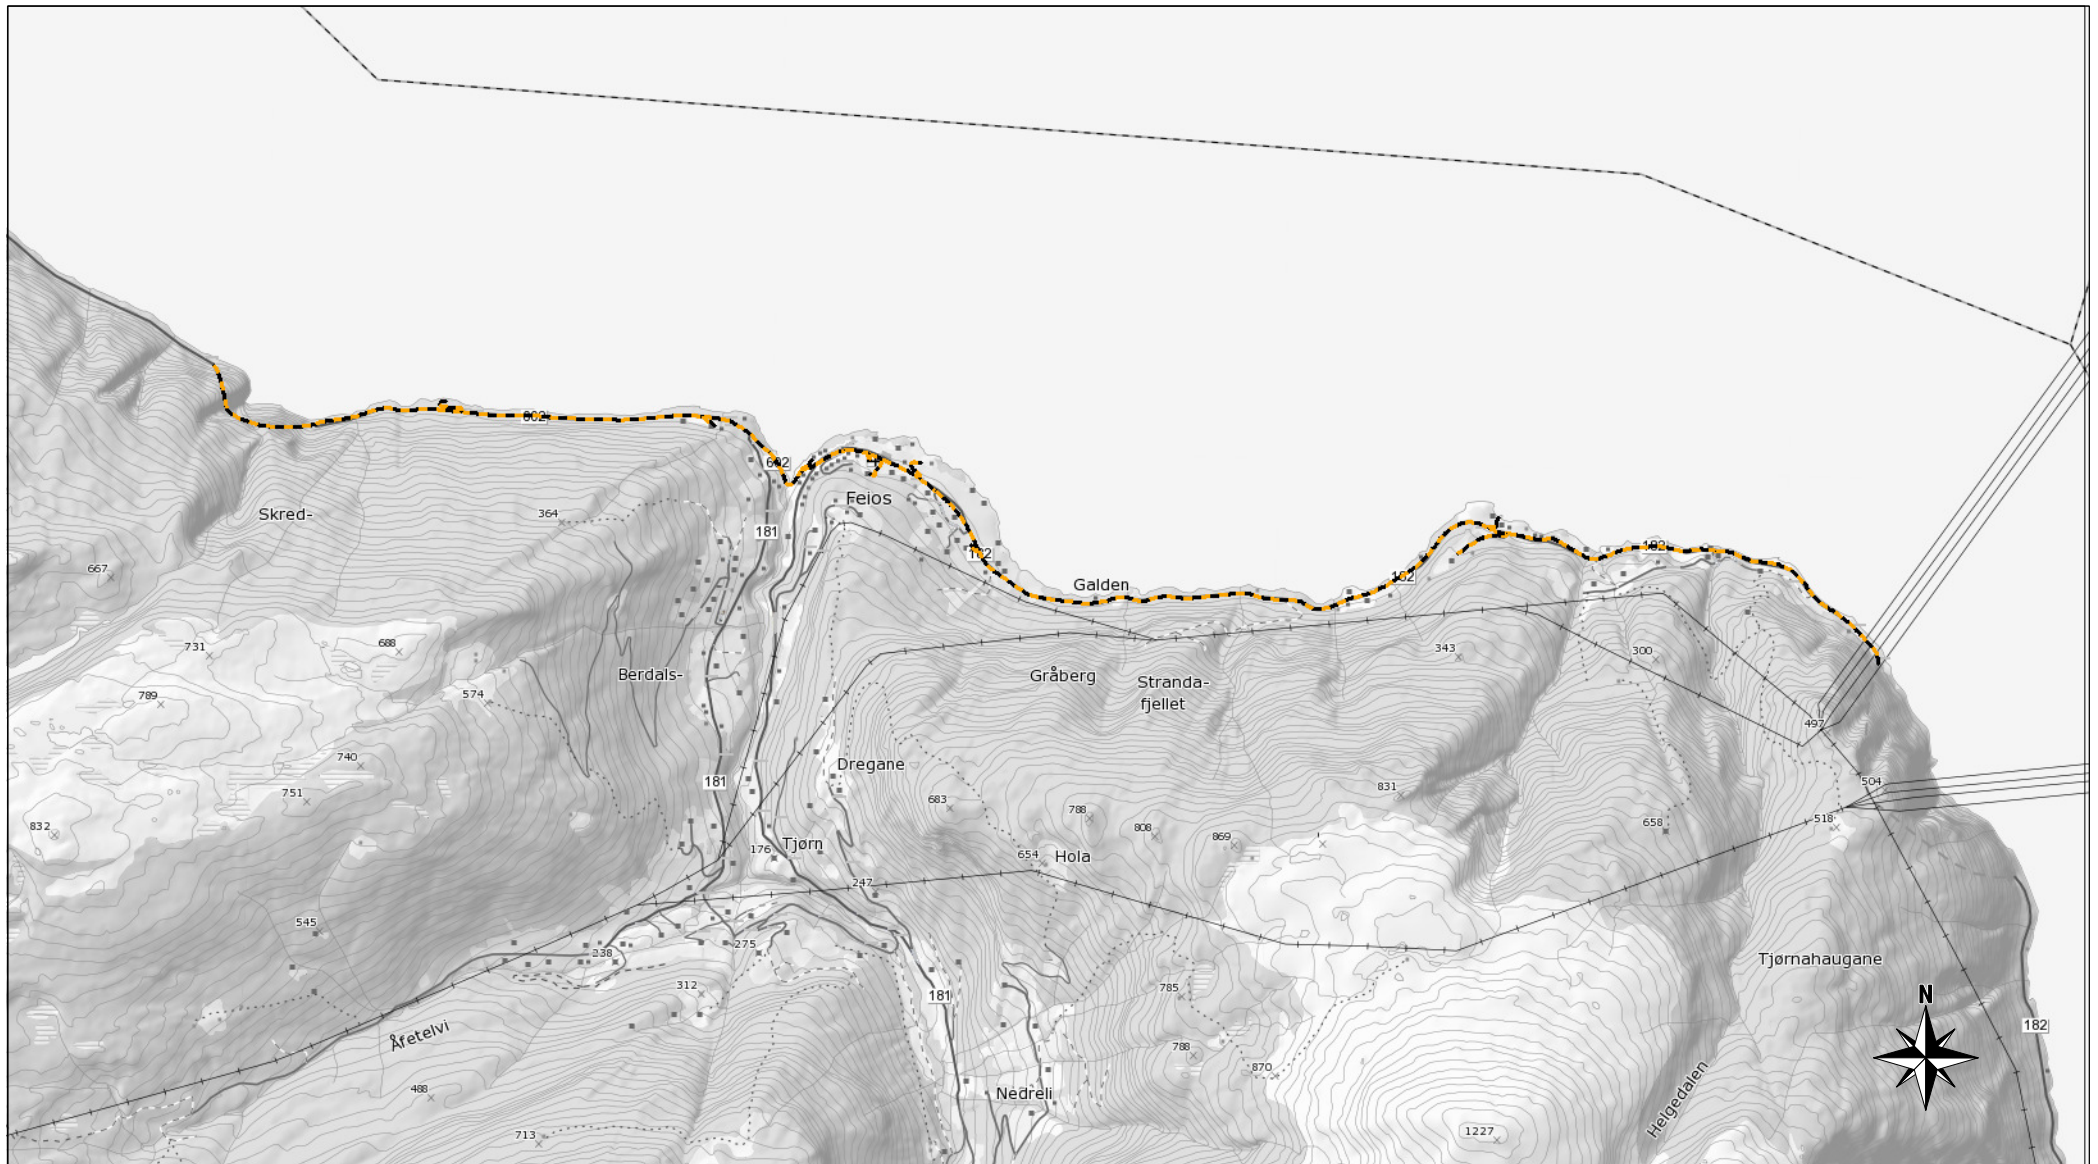 602
602
Feios
Skred-
364
181
182
182
182
667
Galden
731
688
343
300
Berdals-
Gråberg
Stranda-
fjellet
789
574
497
740
181
Dregane
504
751
683
788
831
832
808
869
658
518
176
Tjørn
654
Hola
247
545
238
275
Tjørnahaugane
312
181
785
N
Åfetelvi
182
788
870
488
Nedreli
Helgedalen
713
1227